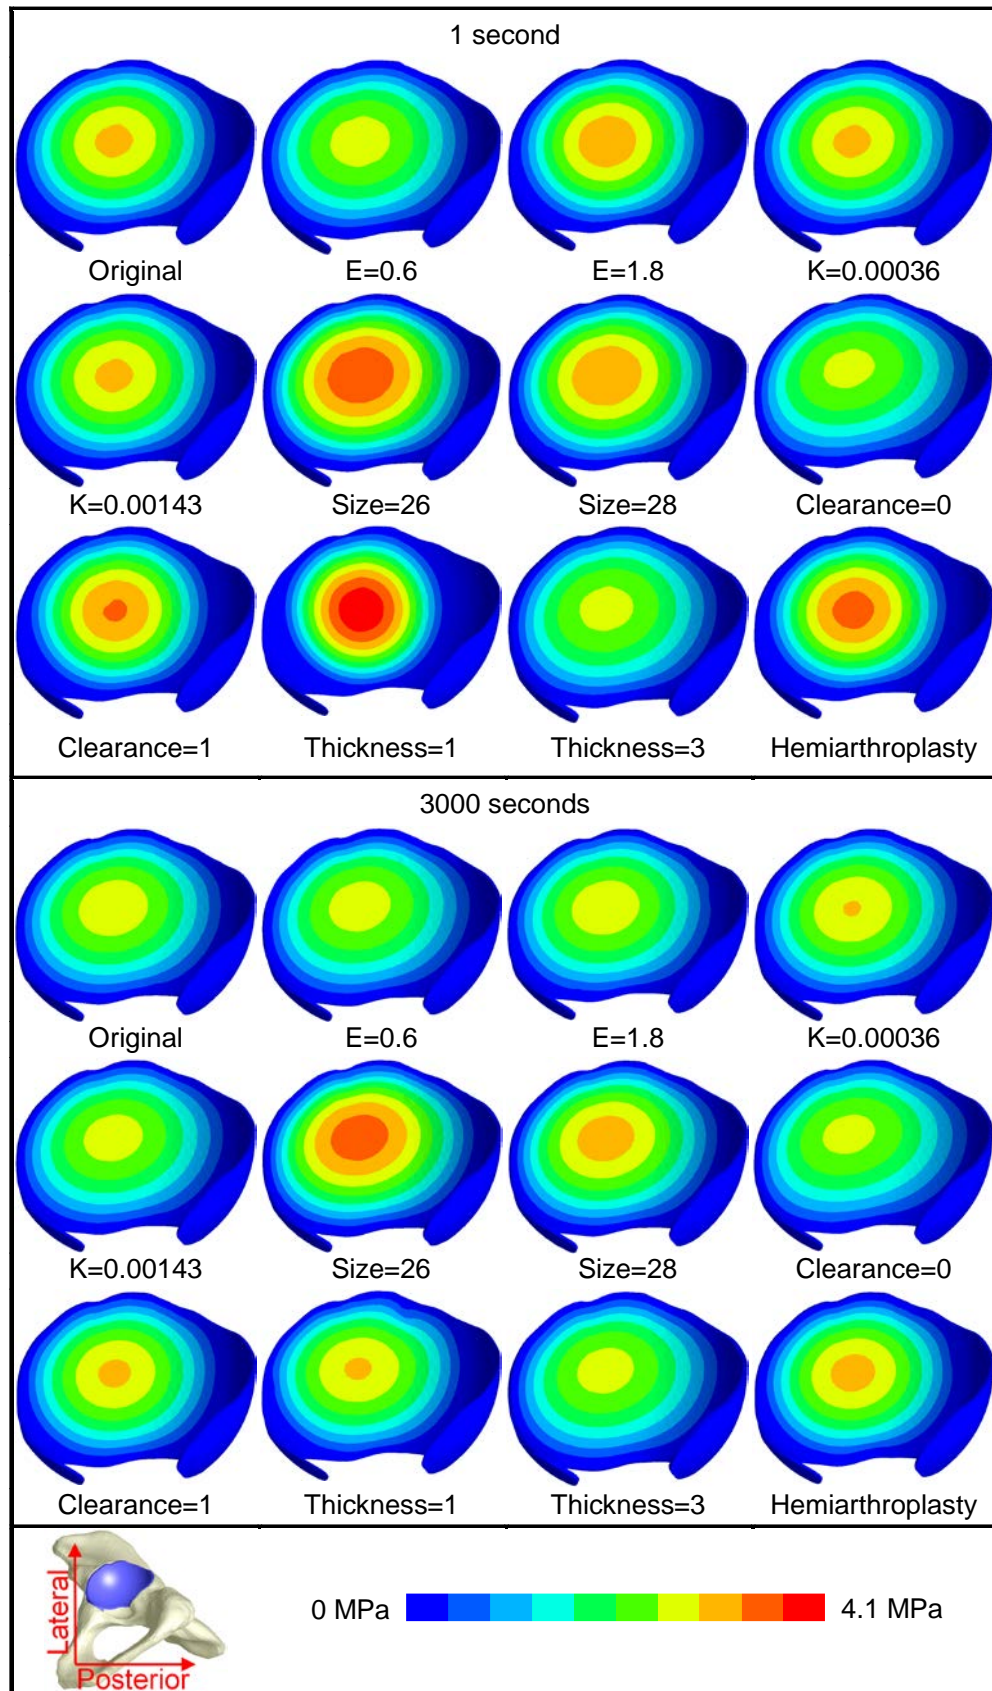 1 second
Original E=0.6 E=1.8 K=0.00036
K=0.00143 Size=26 Size=28 Clearance=0
Clearance=1 Thickness=1 Thickness=3 Hemiarthroplasty
3000 seconds
Original E=0.6 E=1.8 K=0.00036
K=0.00143 Size=26 Size=28 Clearance=0
Clearance=1 Thickness=1 Thickness=3 Hemiarthroplasty
Lateral
Posterior
0 MPa 4.1 MPa